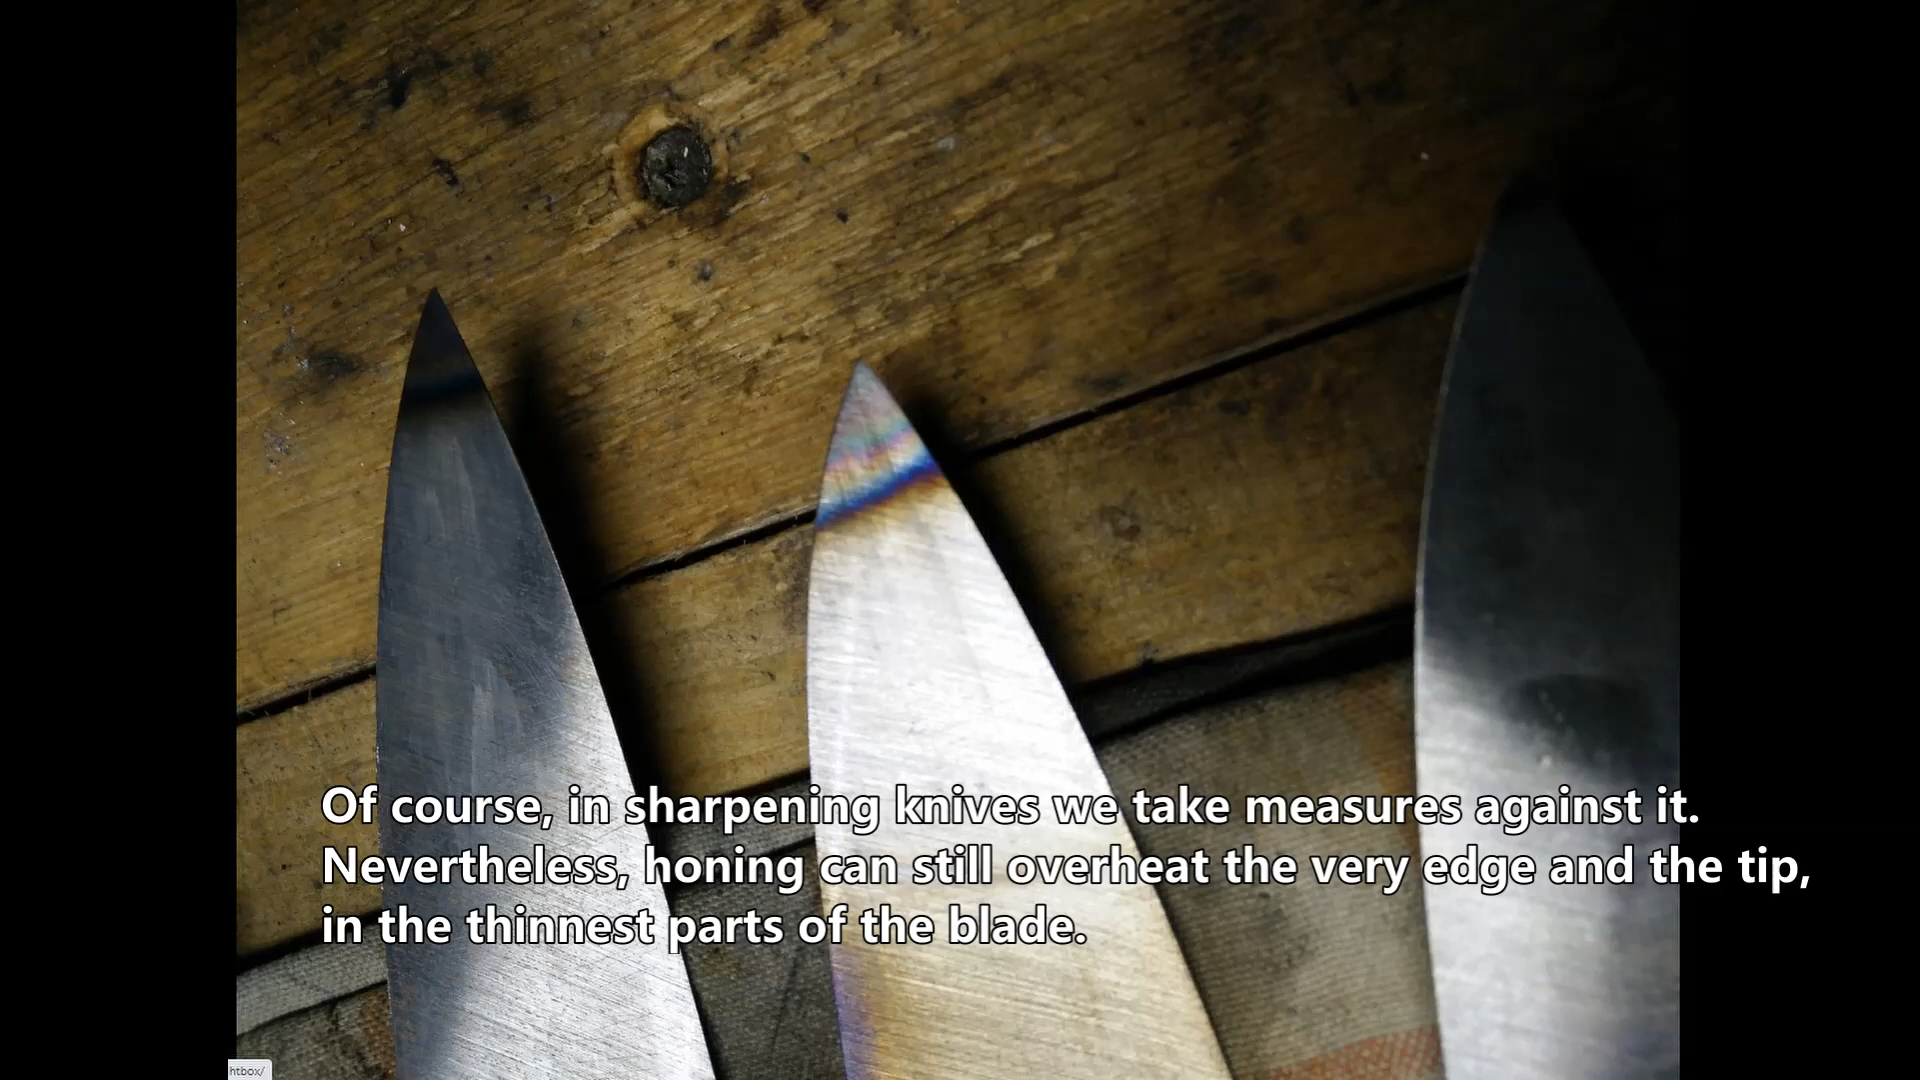 Of course, in sharpening knives we take measures against it.
Nevertheless, honing can still overheat the very edge and the tip,
in the thinnest parts of the blade.
htbox/